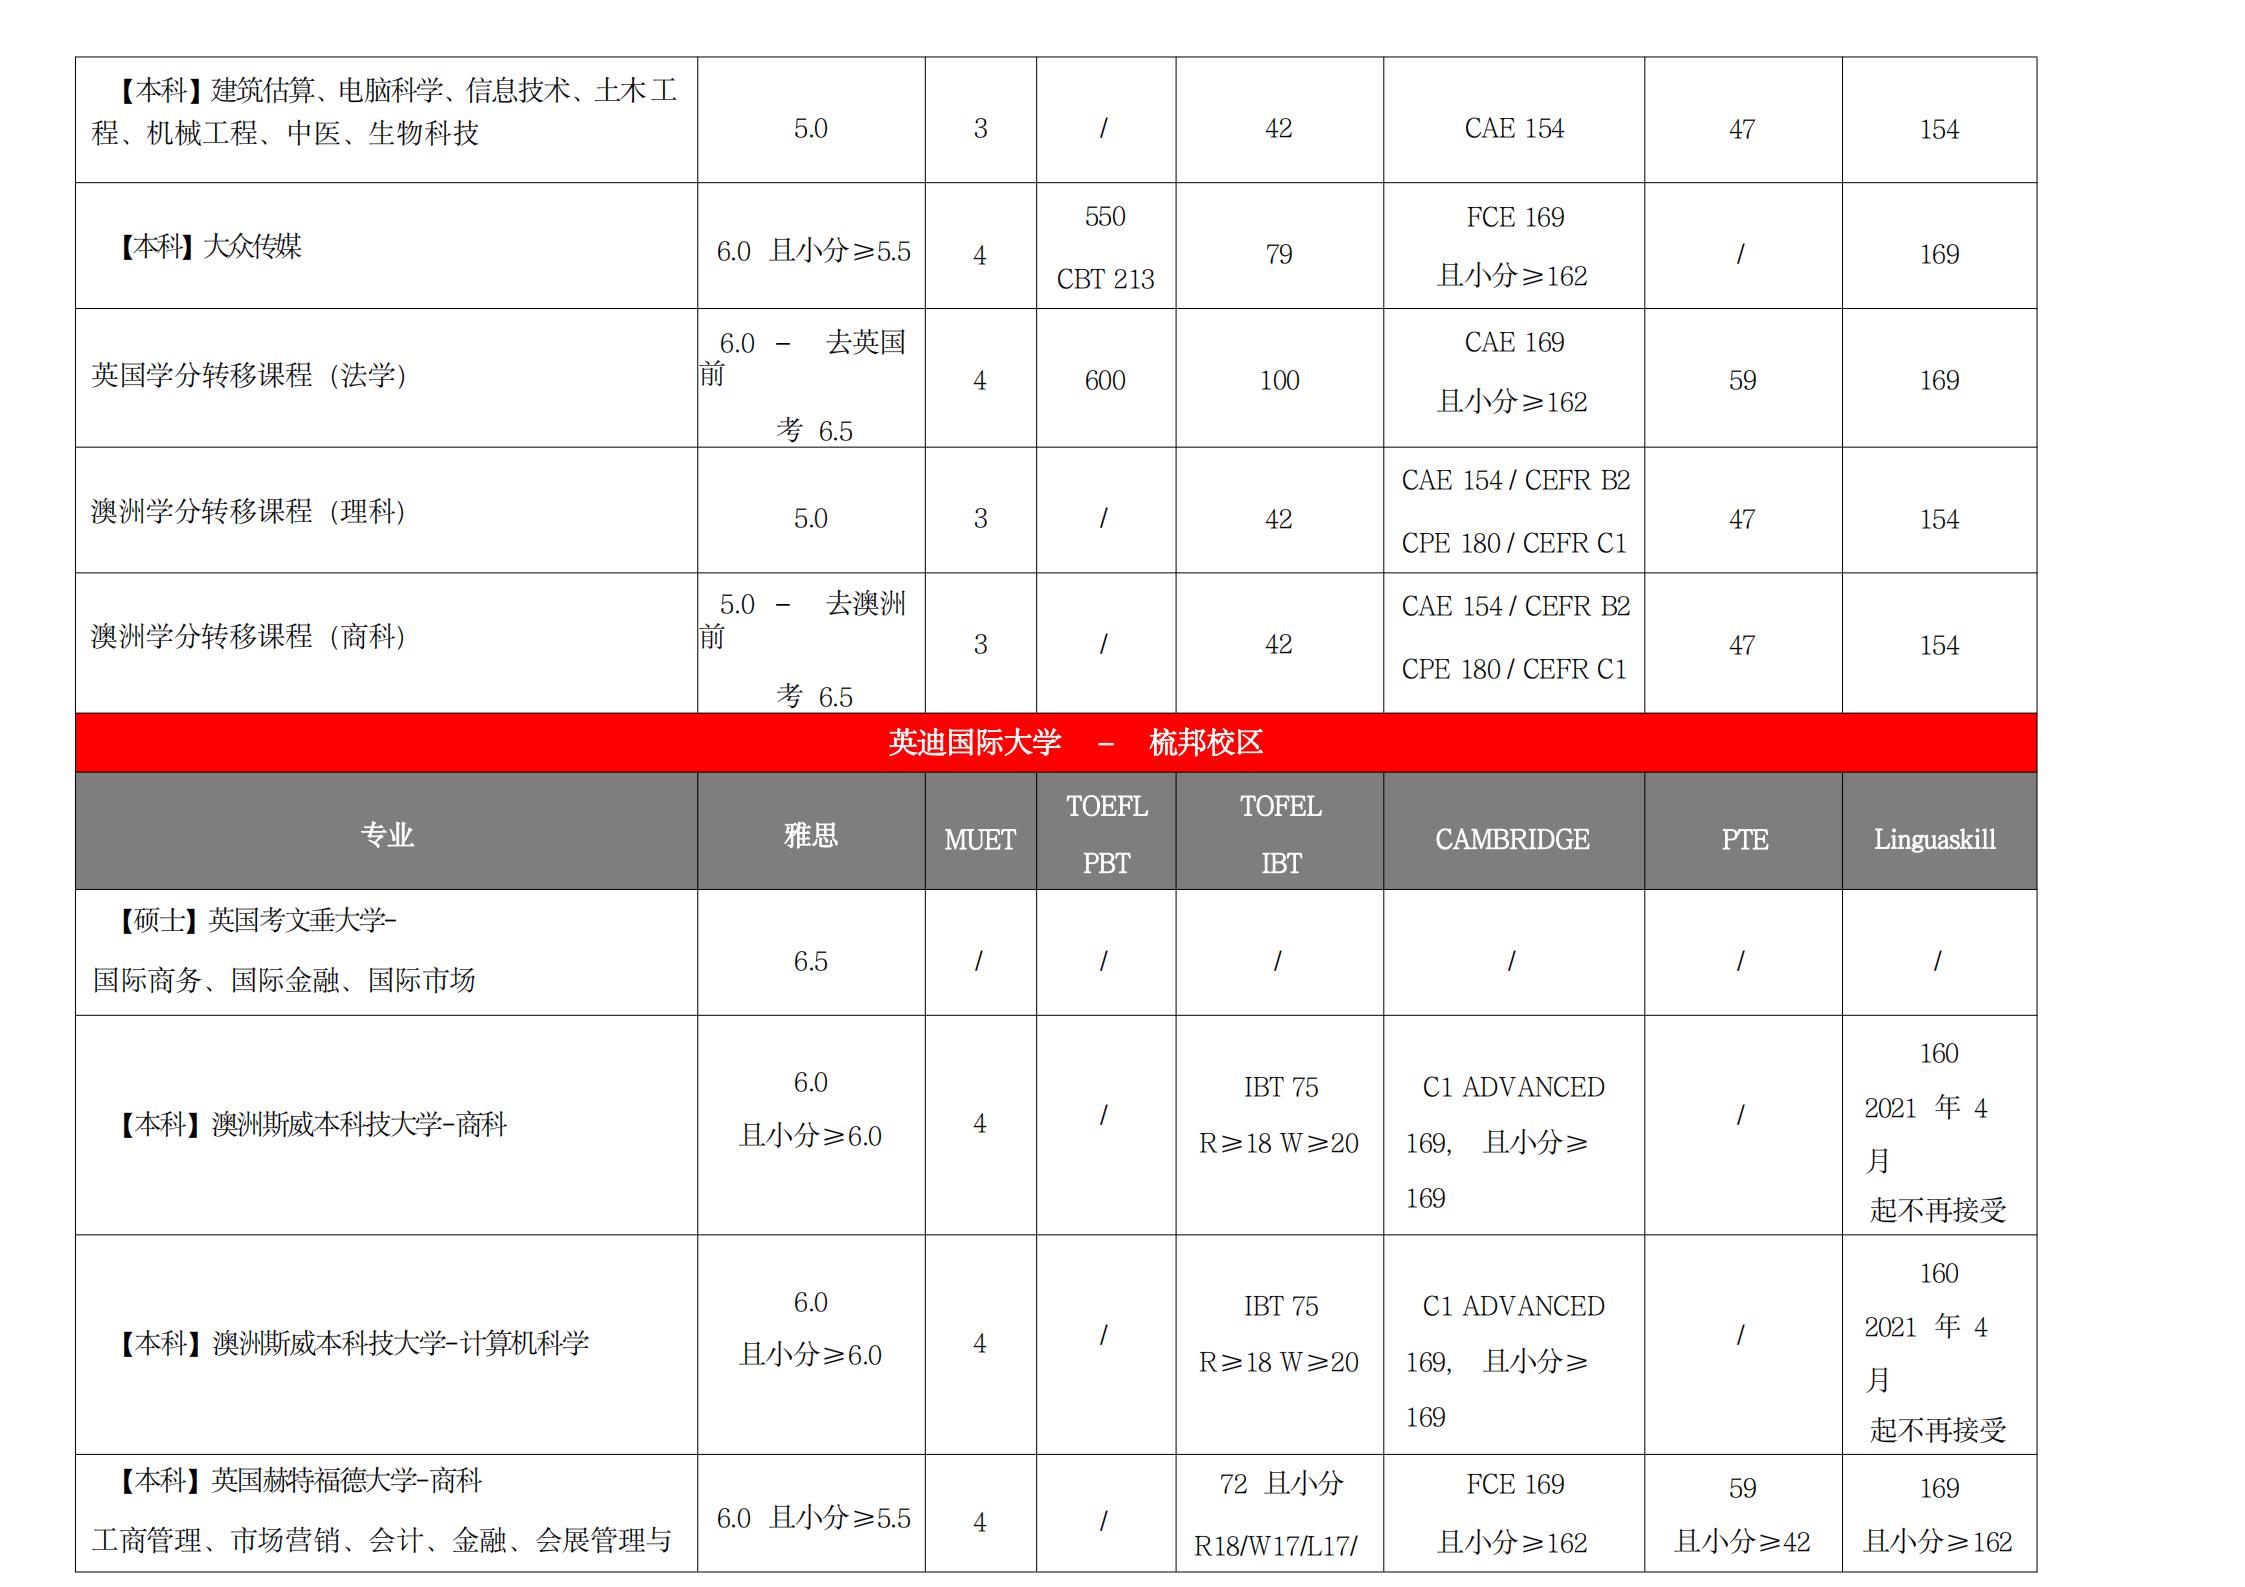 【本科】建筑估算、电脑科学、信息技术、土木工
程、机械工程、中医、生物科技
5.0
3
/
42
CAE 154
47
154
【本科】大众传媒
6.0 且小分≥5.5
4
550
CBT 213
79
FCE 169
且小分≥162
/
169
英国学分转移课程（法学）
6.0 - 去英国
前
考 6.5
4
600
100
CAE 169
且小分≥162
59
169
澳洲学分转移课程（理科）
5.0
3
/
42
CAE 154 / CEFR B2
CPE 180 / CEFR C1
47
154
澳洲学分转移课程（商科）
5.0 - 去澳洲
前
考 6.5
3
/
42
CAE 154 / CEFR B2
CPE 180 / CEFR C1
47
154
英迪国际大学 - 梳邦校区
专业
雅思
MUET
TOEFL
PBT
TOFEL
IBT
CAMBRIDGE
PTE
Linguaskill
【硕士】英国考文垂大学-
国际商务、国际金融、国际市场
6.5
/
/
/
/
/
/
【本科】澳洲斯威本科技大学-商科
6.0
且小分≥6.0
4
/
IBT 75
R≥18 W≥20
C1 ADVANCED
169, 且小分≥
169
/
160
2021 年 4
月
起不再接受
【本科】澳洲斯威本科技大学-计算机科学
6.0
且小分≥6.0
4
/
IBT 75
R≥18 W≥20
C1 ADVANCED
169, 且小分≥
169
/
160
2021 年 4
月
起不再接受
【本科】英国赫特福德大学-商科
工商管理、市场营销、会计、金融、会展管理与
6.0 且小分≥5.5
4
/
72 且小分
R18/W17/L17/
FCE 169
且小分≥162
59
且小分≥42
169
且小分≥162